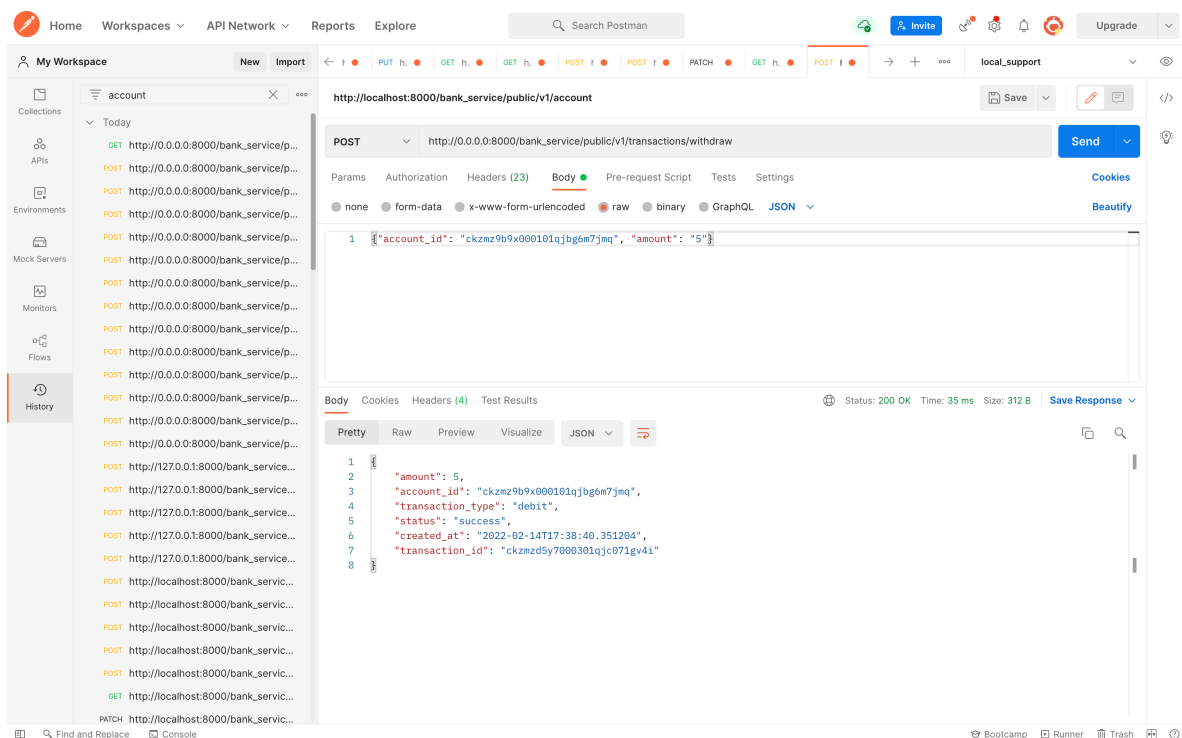 Home Workspaces API Network Reports Explore Search Postman Invite Upgrade
My Workspace New Import
PUT h. GET h. GET h. POST h POST h PATCH GET h. POST h local_support
account
http://localhost:8000/bank_service/public/v1/account Save
Collections
APIs
Environments
Mock Servers
Monitors
Flows
History
Today
GET http://0.0.0.0:8000/bank_service/p...
POST http://0.0.0.0:8000/bank_service/p...
POST http://0.0.0.0:8000/bank_service/p...
POST http://0.0.0.0:8000/bank_service/p...
POST http://0.0.0.0:8000/bank_service/p...
POST http://0.0.0.0:8000/bank_service/p...
POST http://0.0.0.0:8000/bank_service/p...
POST http://0.0.0.0:8000/bank_service/p...
POST http://0.0.0.0:8000/bank_service/p...
POST http://0.0.0.0:8000/bank_service/p...
POST http://0.0.0.0:8000/bank_service/p...
POST http://0.0.0.0:8000/bank_service/p...
POST http://0.0.0.0:8000/bank_service/p...
POST http://0.0.0.0:8000/bank_service/p...
POST http://127.0.0.1:8000/bank_service...
POST http://127.0.0.1:8000/bank_service...
POST http://127.0.0.1:8000/bank_service...
POST http://127.0.0.1:8000/bank_service...
POST http://127.0.0.1:8000/bank_service...
POST http://localhost:8000/bank_servic...
POST http://localhost:8000/bank_servic...
POST http://localhost:8000/bank_servic...
POST http://localhost:8000/bank_servic...
POST http://localhost:8000/bank_servic...
GET http://localhost:8000/bank_servic...
PATCH http://localhost:8000/bank_servic...
POST http://0.0.0.0:8000/bank_service/public/v1/transactions/withdraw Send
Params Authorization Headers (23) Body Pre-request Script Tests Settings Cookies
none form-data x-www-form-urlencoded raw binary GraphQL JSON Beautify
1 {"account_id": "ckzmz9b9x000101qjbg6m7jmq", "amount": "5"}
Body Cookies Headers (4) Test Results Status: 200 OK Time: 35 ms Size: 312 B Save Response
Pretty Raw Preview Visualize JSON
1 {
2 "amount": 5,
3 "account_id": "ckzmz9b9x000101qjbg6m7jmq",
4 "transaction_type": "debit",
5 "status": "success",
6 "created_at": "2022-02-14T17:38:40.351204",
7 "transaction_id": "ckzmzd5y7000301qjc071gv4i"
8 }
Find and Replace Console Bootcamp Runner Trash